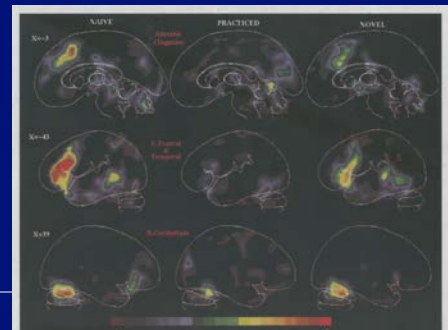 NAIVE PRACTICED NOVEL
X=-3
Anterior
Cingulate
X=-43
L.Frontal
&
Temporal
X=39
R.Cerebellum